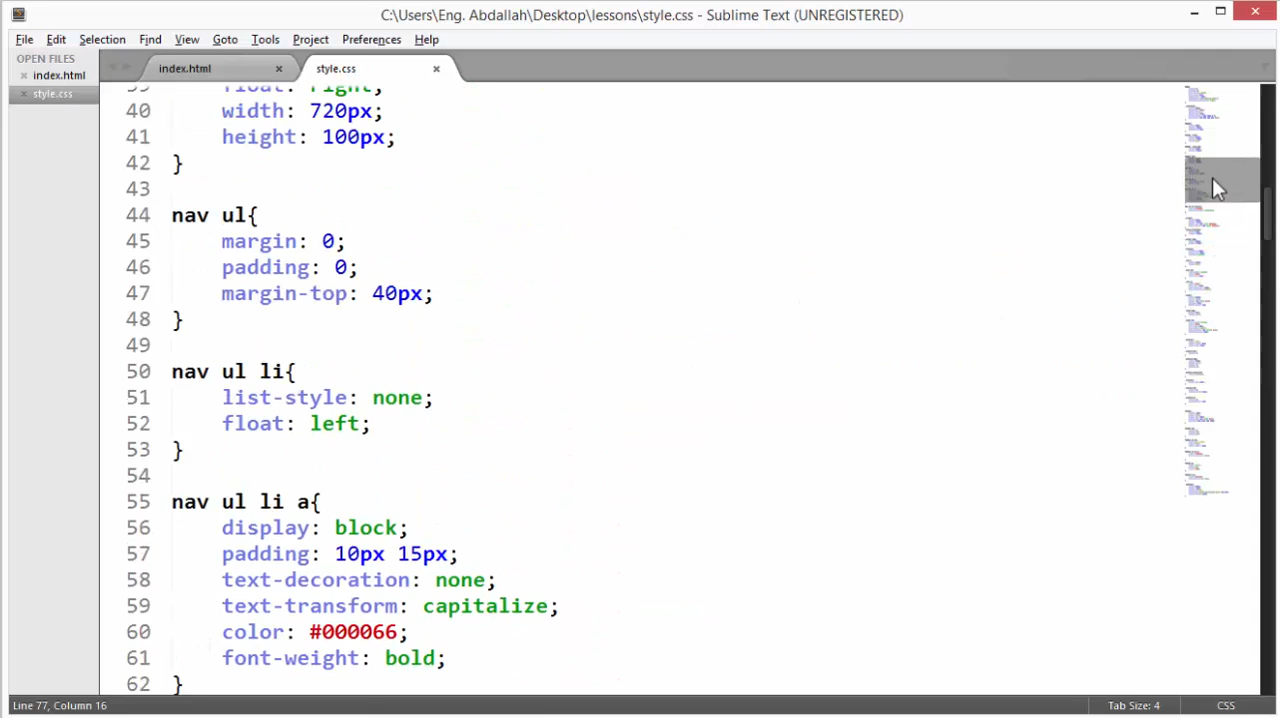 C:\Users\Eng. Abdallah\Desktop\lessons\style.css - Sublime Text (UNREGISTERED)
File Edit Selection Find View Goto Tools Project Preferences Help
OPEN FILES
index.html
style.css
index.html
style.css
39 float: right;
40 width: 720px;
41 height: 100px;
42 }
43
44 nav ul{
45 margin: 0;
46 padding: 0;
47 margin-top: 40px;
48 }
49
50 nav ul li{
51 list-style: none;
52 float: left;
53 }
54
55 nav ul li a{
56 display: block;
57 padding: 10px 15px;
58 text-decoration: none;
59 text-transform: capitalize;
60 color: #000066;
61 font-weight: bold;
62 }
Line 77, Column 16
Tab Size: 4
CSS